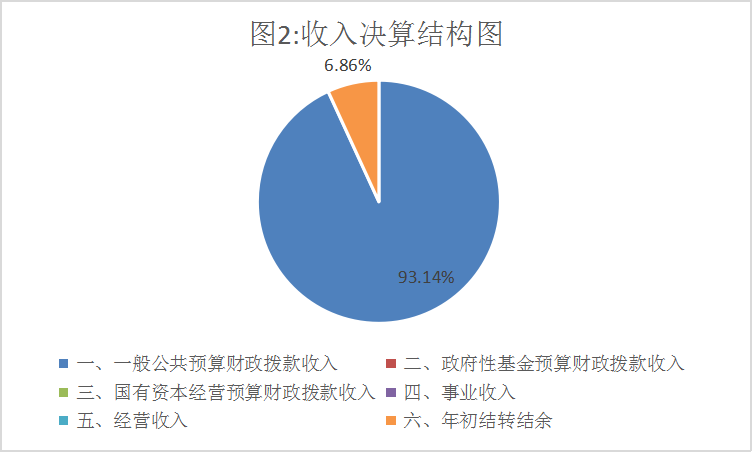 图2:收入决算结构图
6.86%
93.14%
一、一般公共预算财政拨款收入
二、政府性基金预算财政拨款收入
三、国有资本经营预算财政拨款收入
四、事业收入
五、经营收入
六、年初结转结余